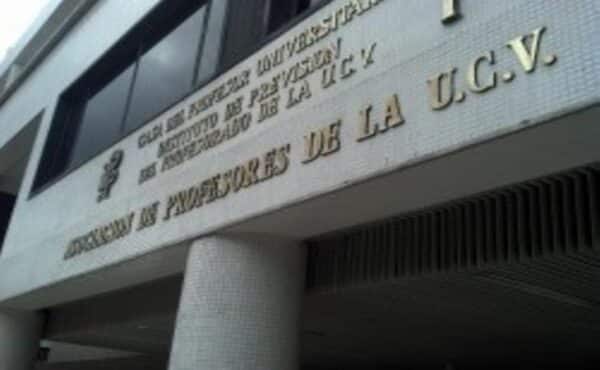 CASA DEL PROFESOR UNIVERSITARIO
INSTITUTO DE PREVISION
DEL PROFESORADO DE LA U.C.V.
ASOCIACION DE PROFESORES DE LA U.C.V.